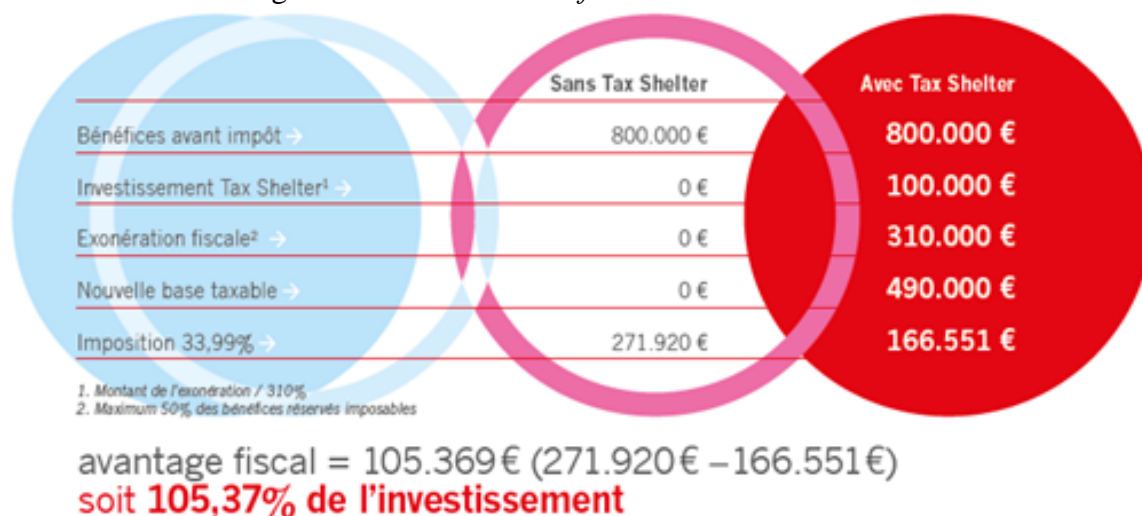 Sans Tax Shelter Avec Tax Shelter
Bénéfices avant impôt → 800.000 € 800.000 €
Investissement Tax Shelter¹ → 0 € 100.000 €
Exonération fiscale² → 0 € 310.000 €
Nouvelle base taxable → 0 € 490.000 €
Imposition 33,99% → 271.920 € 166.551 €
1. Montant de l'exonération / 310%
2. Maximum 50% des bénéfices réservés imposables
avantage fiscal = 105.369 € (271.920 € – 166.551 €)
soit 105,37% de l'investissement